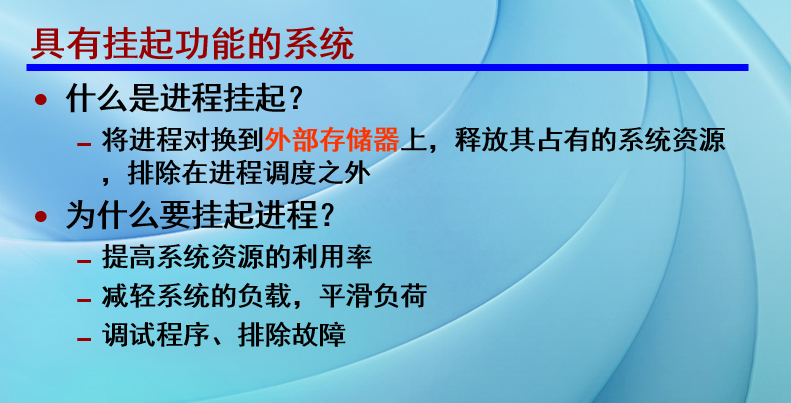 具有挂起功能的系统
• 什么是进程挂起？
– 将进程对换到外部存储器上，释放其占有的系统资源
，排除在进程调度之外
• 为什么要挂起进程？
– 提高系统资源的利用率
– 减轻系统的负载，平滑负荷
– 调试程序、排除故障